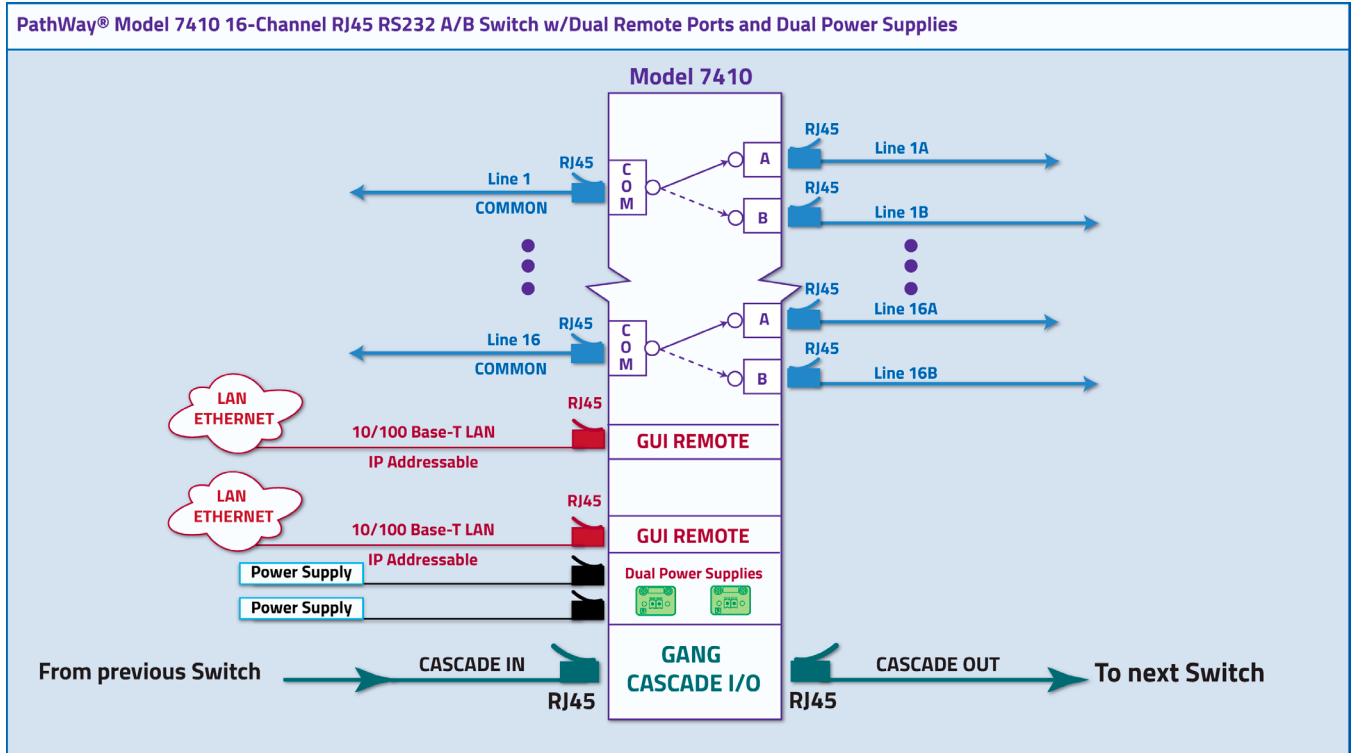 PathWay® Model 7410 16-Channel RJ45 RS232 A/B Switch w/Dual Remote Ports and Dual Power Supplies
Model 7410
RJ45
Line 1A
A
RJ45
Line 1
COMMON
C
O
M
RJ45
Line 1B
B
RJ45
Line 16A
A
RJ45
Line 16
COMMON
C
O
M
RJ45
Line 16B
B
LAN
ETHERNET
RJ45
10/100 Base-T LAN
IP Addressable
GUI REMOTE
LAN
ETHERNET
RJ45
10/100 Base-T LAN
IP Addressable
GUI REMOTE
Power Supply
Power Supply
Dual Power Supplies
From previous Switch
CASCADE IN
RJ45
GANG
CASCADE I/O
CASCADE OUT
RJ45
To next Switch